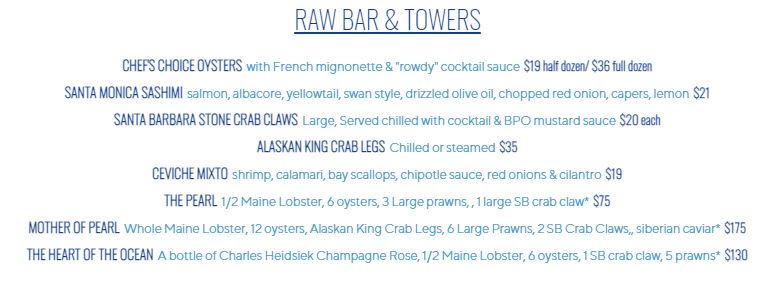 RAW BAR & TOWERS
CHEF'S CHOICE OYSTERS with French mignonette & "rowdy" cocktail sauce $19 half dozen/ $36 full dozen
SANTA MONICA SASHIMI salmon, albacore, yellowtail, swan style, drizzled olive oil, chopped red onion, capers, lemon $21
SANTA BARBARA STONE CRAB CLAWS Large, Served chilled with cocktail & BPO mustard sauce $20 each
ALASKAN KING CRAB LEGS Chilled or steamed $35
CEVICHE MIXTO shrimp, calamari, bay scallops, chipotle sauce, red onions & cilantro $19
THE PEARL 1/2 Maine Lobster, 6 oysters, 3 Large prawns, , 1 large SB crab claw* $75
MOTHER OF PEARL Whole Maine Lobster, 12 oysters, Alaskan King Crab Legs, 6 Large Prawns, 2 SB Crab Claws,, siberian caviar* $175
THE HEART OF THE OCEAN A bottle of Charles Heidsiek Champagne Rose, 1/2 Maine Lobster, 6 oysters, 1 SB crab claw, 5 prawns* $130